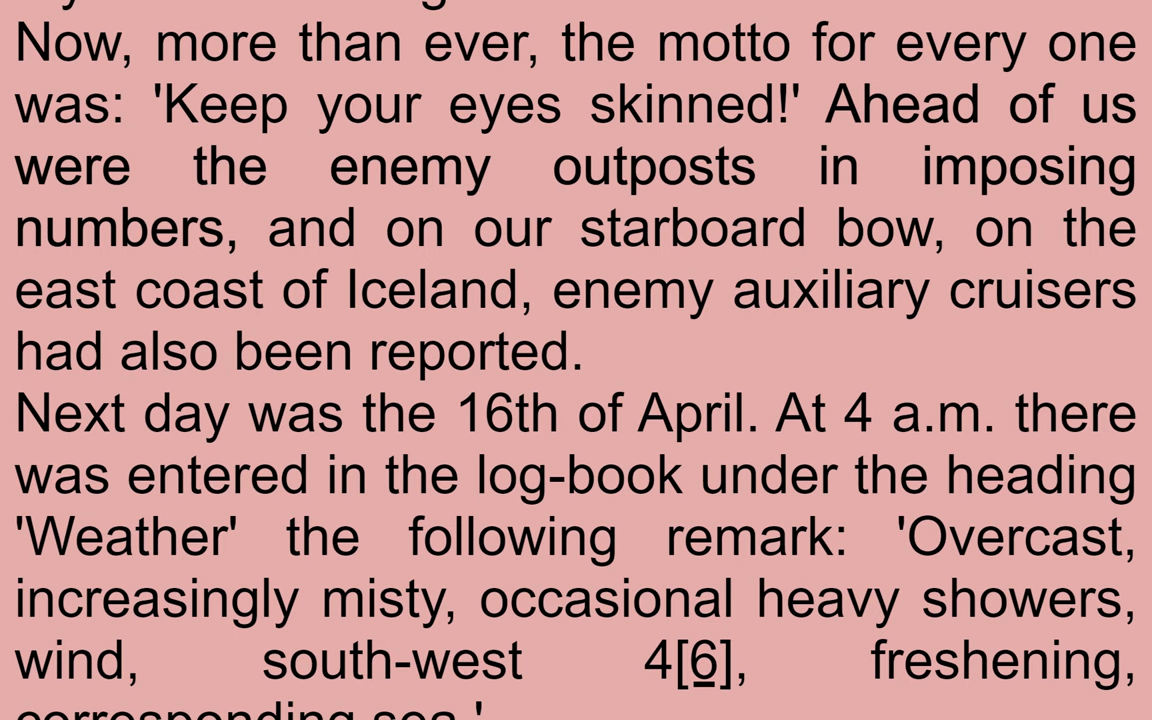 Now, more than ever, the motto for every one
was: 'Keep your eyes skinned!' Ahead of us
were the enemy outposts in imposing
numbers, and on our starboard bow, on the
east coast of Iceland, enemy auxiliary cruisers
had also been reported.
Next day was the 16th of April. At 4 a.m. there
was entered in the log-book under the heading
'Weather' the following remark: 'Overcast,
increasingly misty, occasional heavy showers,
wind, south-west 4[6], freshening,
corresponding sea.'